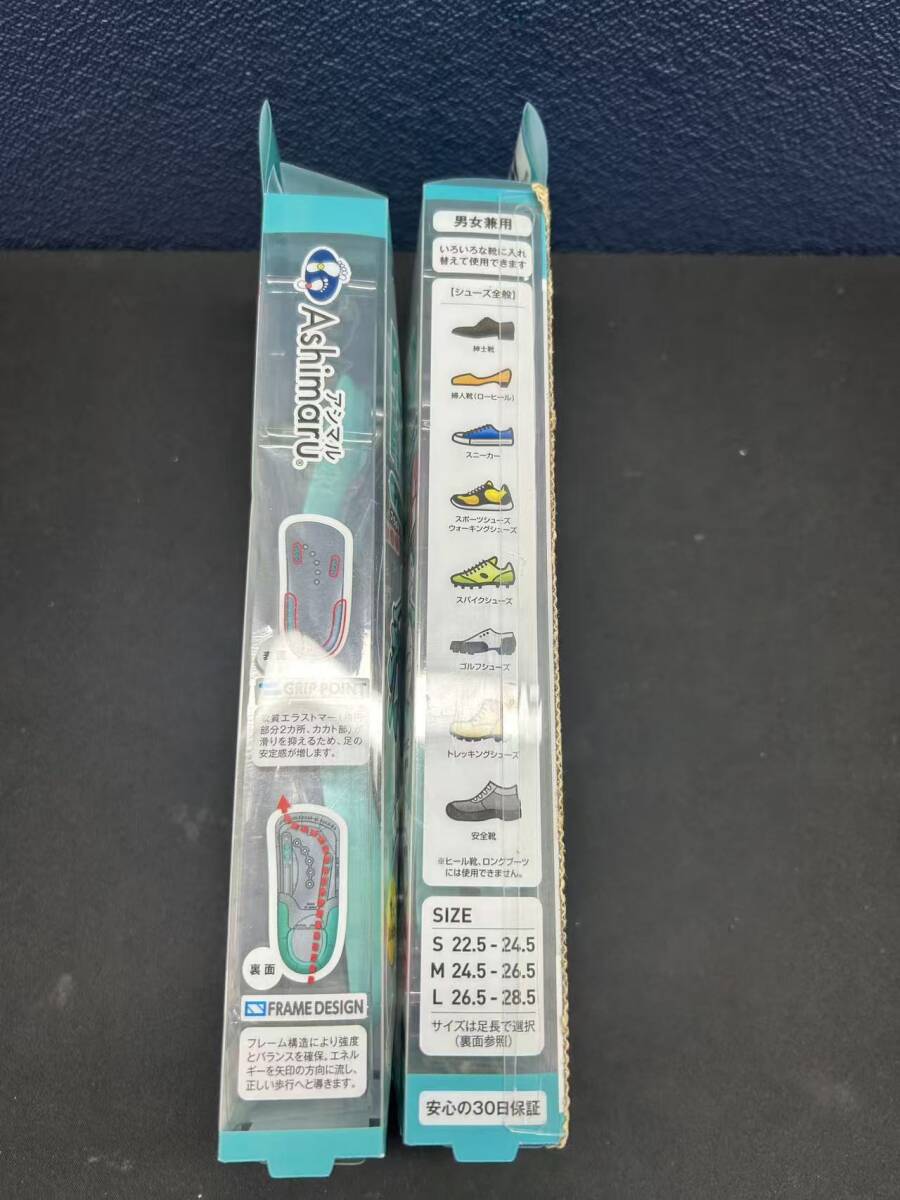 Ashimaru®
アシマル
GRIP POINT
質エラストマー
部分2カ所、カカト部)
滑りを抑えるため、足の
安定感が増します。
裏面
FRAME DESIGN
フレーム構造により強度
とバランスを確保。エネル
ギーを矢印の方向に流し、
正しい歩行へと導きます。
男女兼用
いろいろな靴に入れ
替えて使用できます
【シューズ全般】
紳士靴
婦人靴(ローヒール)
スニーカー
スポーツシューズ
ウォーキングシューズ
スパイクシューズ
ゴルフシューズ
トレッキングシューズ
安全靴
※ヒール靴、ロングブーツ
には使用できません。
SIZE
S 22.5-24.5
M 24.5-26.5
L 26.5-28.5
サイズは足長で選択
(裏面参照)
安心の30日保証